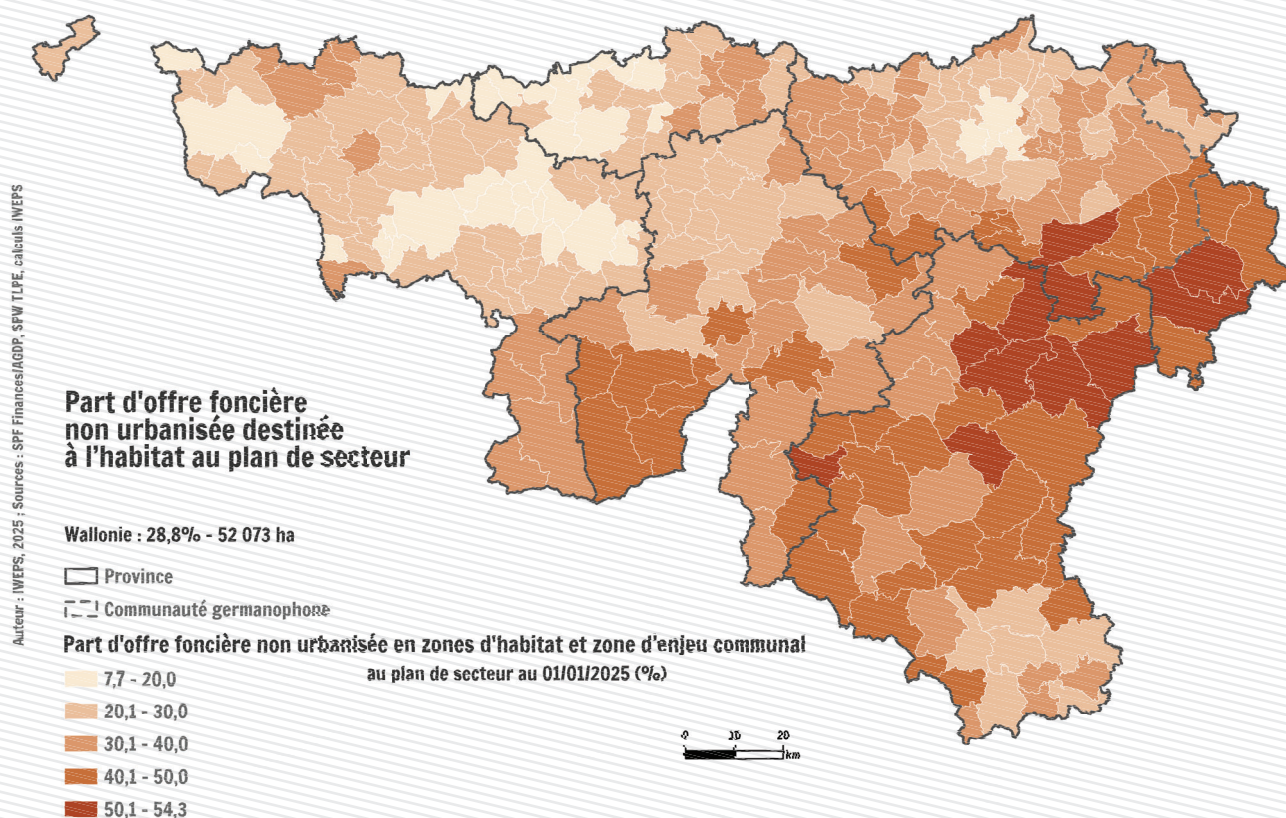 Part d'offre foncière
non urbanisée destinée
à l'habitat au plan de secteur
Wallonie : 28,8% - 52 073 ha
Province
Communauté germanophone
Part d'offre foncière non urbanisée en zones d'habitat et zone d'enjeu communal
au plan de secteur au 01/01/2025 (%)
7,7 - 20,0
20,1 - 30,0
30,1 - 40,0
40,1 - 50,0
50,1 - 54,3
0 10 20
km
Auteur : IWEPS, 2025 ; Sources : SPF Finances/AGDP, SPW TLPE, calculs IWEPS